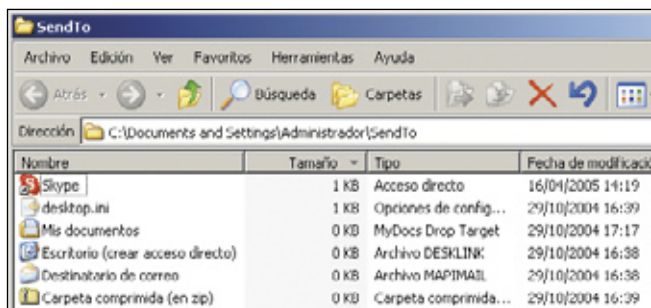 SendTo
Archivo Edición Ver Favoritos Herramientas Ayuda
Atrás Búsqueda Carpetas
Dirección C:\Documents and Settings\Administrador\SendTo
Nombre Tamaño Tipo Fecha de modificació
Skype 1 KB Acceso directo 16/04/2005 14:19
desktop.ini 1 KB Opciones de config... 29/10/2004 16:39
Mis documentos 0 KB MyDocs Drop Target 29/10/2004 17:17
Escritorio (crear acceso directo) 0 KB Archivo DESKLINK 29/10/2004 16:38
Destinatario de correo 0 KB Archivo MAPIMAIL 29/10/2004 16:38
Carpeta comprimida (en zip) 0 KB Carpeta comprimida... 29/10/2004 16:39